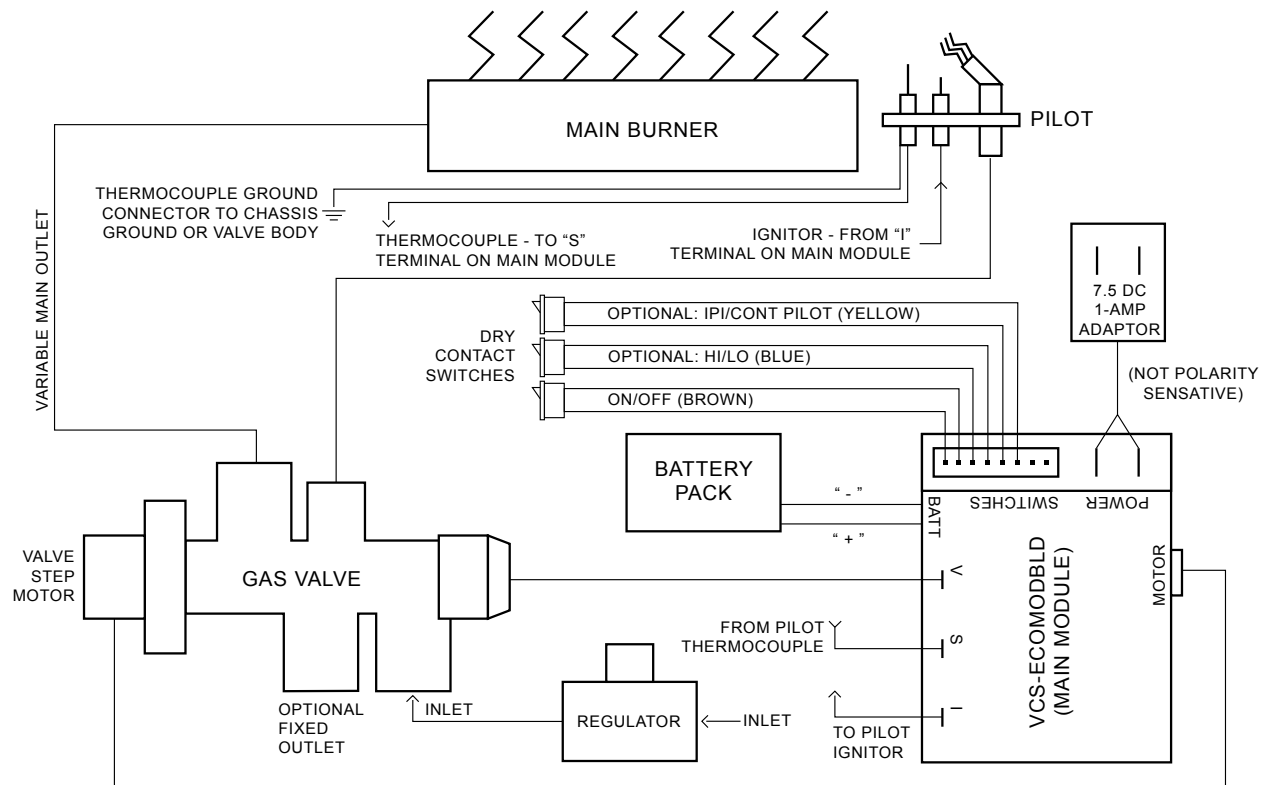 MAIN BURNER
PILOT
THERMOCOUPLE GROUND
CONNECTOR TO CHASSIS
GROUND OR VALVE BODY
THERMOCOUPLE - TO “S”
TERMINAL ON MAIN MODULE
IGNITOR - FROM “I”
TERMINAL ON MAIN MODULE
VARIABLE MAIN OUTLET
7.5 DC
1-AMP
ADAPTOR
(NOT POLARITY
SENSATIVE)
DRY
CONTACT
SWITCHES
OPTIONAL: IPI/CONT PILOT (YELLOW)
OPTIONAL: HI/LO (BLUE)
ON/OFF (BROWN)
BATTERY
PACK
“ - ”
“ + ”
BATT
SWITCHES
POWER
VALVE
STEP
MOTOR
GAS VALVE
V
S
I
VCS-ECOMODBLD
(MAIN MODULE)
MOTOR
FROM PILOT
THERMOCOUPLE
TO PILOT
IGNITOR
OPTIONAL
FIXED
OUTLET
INLET
REGULATOR
INLET